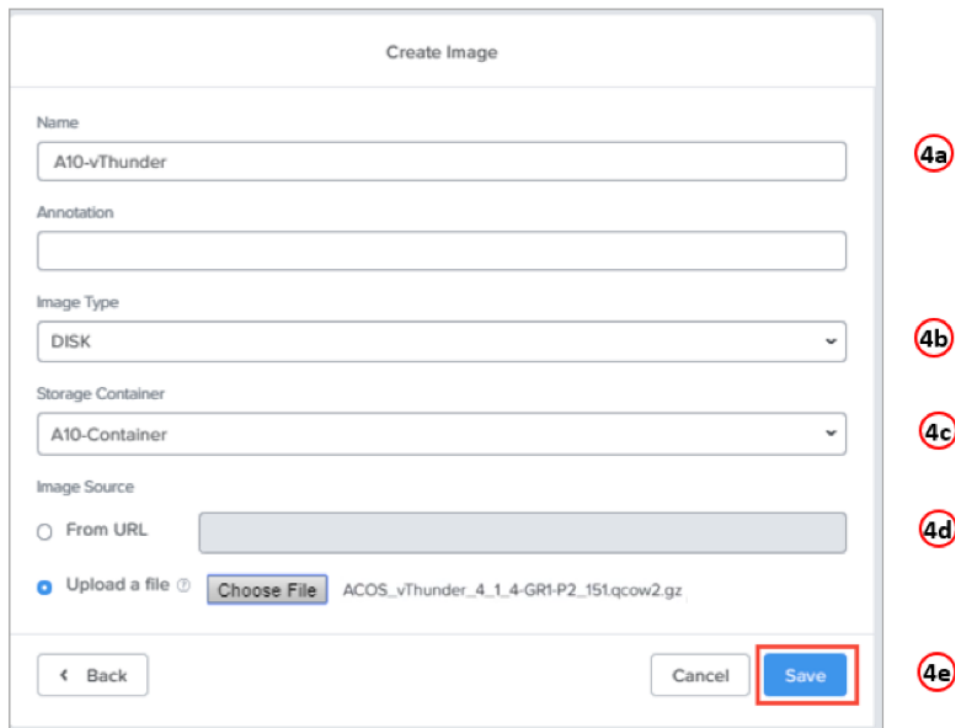 Create Image
Name
A10-vThunder
4a
Annotation
Image Type
DISK
4b
Storage Container
A10-Container
4c
Image Source
From URL
4d
Upload a file ? Choose File ACOS_vThunder_4_1_4-GR1-P2_151.qcow2.gz
< Back Cancel Save
4e